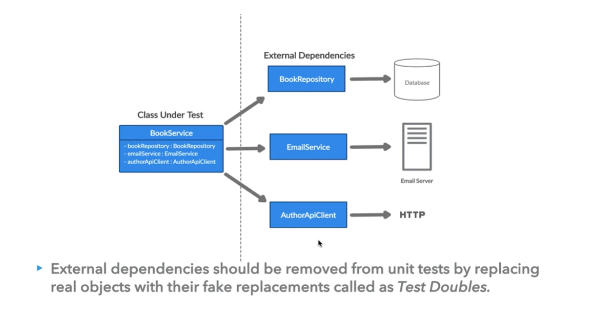 External Dependencies
BookRepository
Database
Class Under Test
BookService
- bookRepository : BookRepository
- emailService : EmailService
- authorApiClient : AuthorApiClient
EmailService
Email Server
AuthorApiClient
HTTP
External dependencies should be removed from unit tests by replacing
real objects with their fake replacements called as Test Doubles.